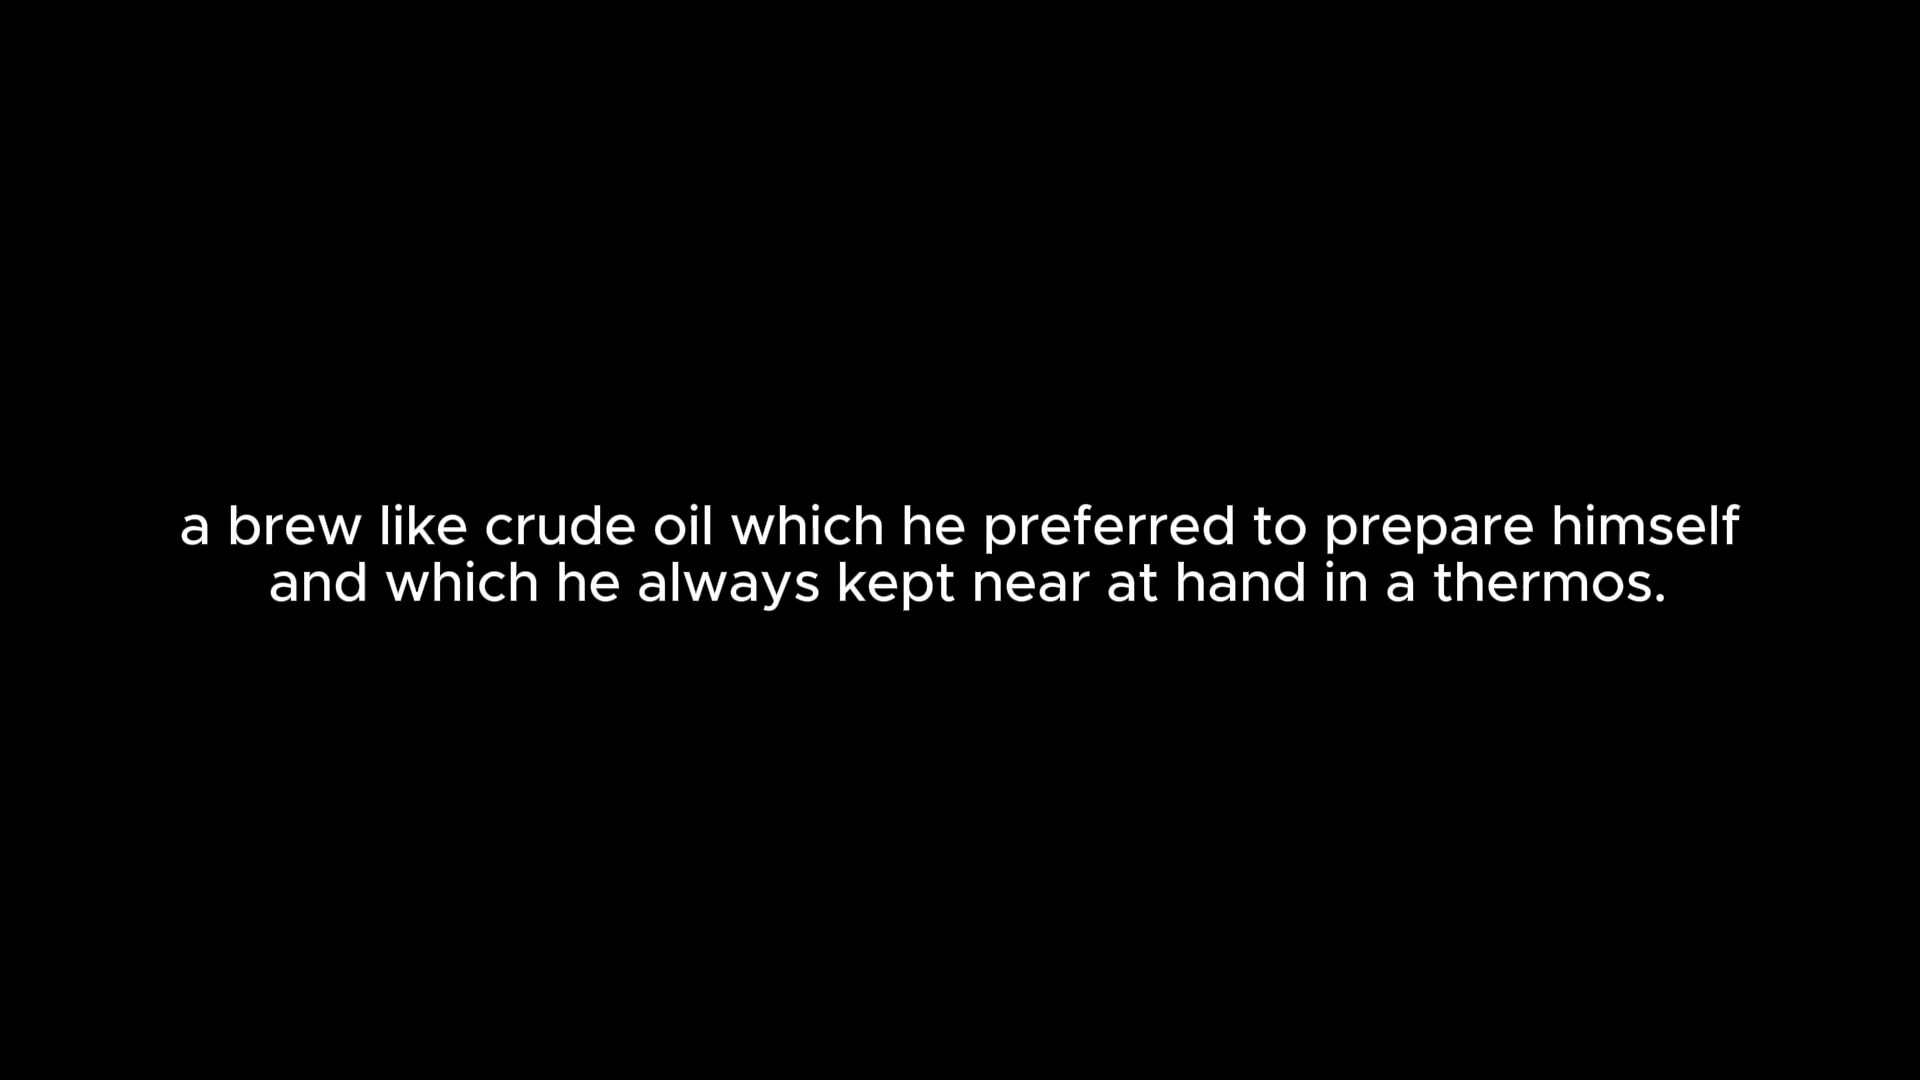 a brew like crude oil which he preferred to prepare himself
and which he always kept near at hand in a thermos.